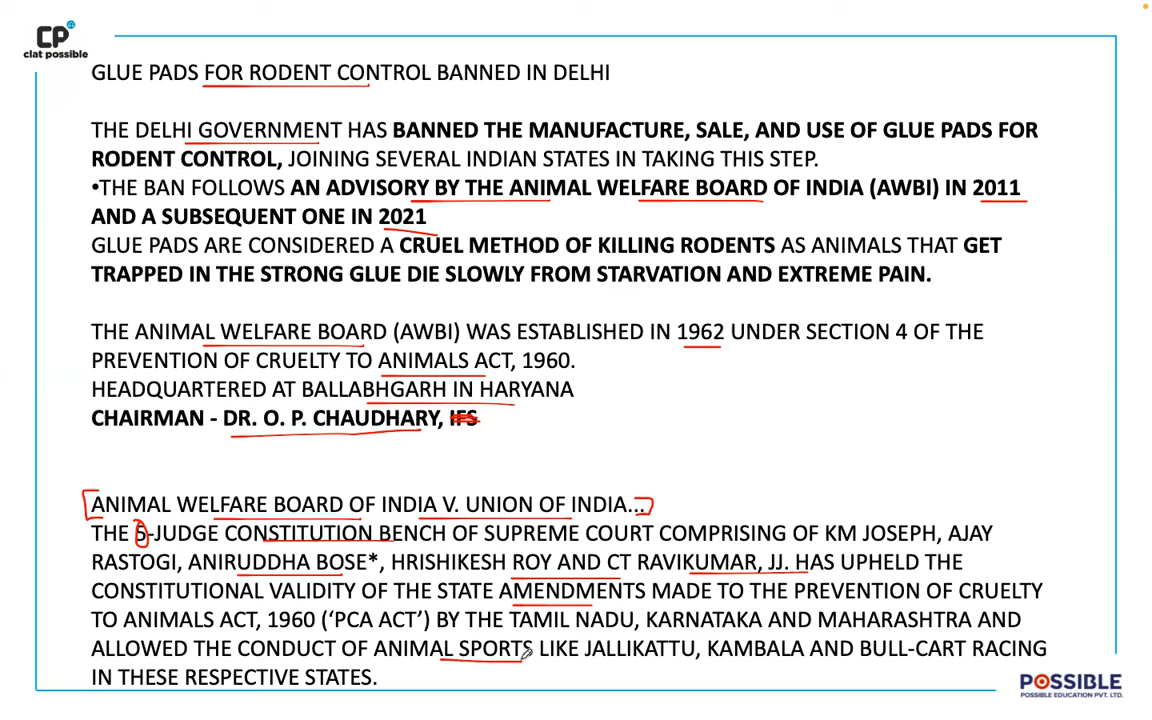 CP
clat possible
GLUE PADS FOR RODENT CONTROL BANNED IN DELHI
THE DELHI GOVERNMENT HAS BANNED THE MANUFACTURE, SALE, AND USE OF GLUE PADS FOR
RODENT CONTROL, JOINING SEVERAL INDIAN STATES IN TAKING THIS STEP.
•THE BAN FOLLOWS AN ADVISORY BY THE ANIMAL WELFARE BOARD OF INDIA (AWBI) IN 2011
AND A SUBSEQUENT ONE IN 2021
GLUE PADS ARE CONSIDERED A CRUEL METHOD OF KILLING RODENTS AS ANIMALS THAT GET
TRAPPED IN THE STRONG GLUE DIE SLOWLY FROM STARVATION AND EXTREME PAIN.
THE ANIMAL WELFARE BOARD (AWBI) WAS ESTABLISHED IN 1962 UNDER SECTION 4 OF THE
PREVENTION OF CRUELTY TO ANIMALS ACT, 1960.
HEADQUARTERED AT BALLABHGARH IN HARYANA
CHAIRMAN - DR. O. P. CHAUDHARY, IFS
ANIMAL WELFARE BOARD OF INDIA V. UNION OF INDIA...
THE 5-JUDGE CONSTITUTION BENCH OF SUPREME COURT COMPRISING OF KM JOSEPH, AJAY
RASTOGI, ANIRUDDHA BOSE*, HRISHIKESH ROY AND CT RAVIKUMAR, JJ. HAS UPHELD THE
CONSTITUTIONAL VALIDITY OF THE STATE AMENDMENTS MADE TO THE PREVENTION OF CRUELTY
TO ANIMALS ACT, 1960 (‘PCA ACT’) BY THE TAMIL NADU, KARNATAKA AND MAHARASHTRA AND
ALLOWED THE CONDUCT OF ANIMAL SPORTS LIKE JALLIKATTU, KAMBALA AND BULL-CART RACING
IN THESE RESPECTIVE STATES.
POSSIBLE
POSSIBLE EDUCATION PVT. LTD.